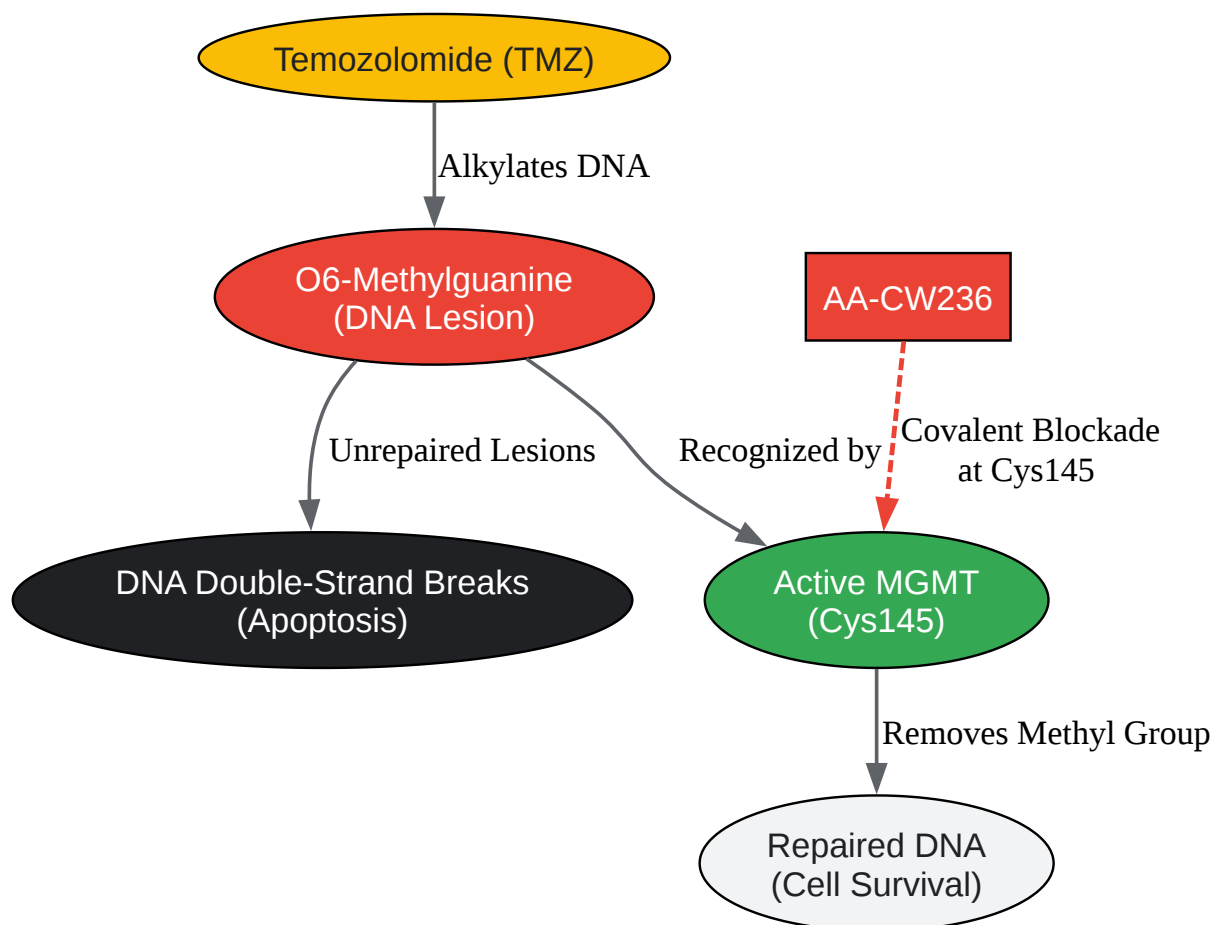 Temozolomide (TMZ)
Alkylates DNA
O6-Methylguanine
(DNA Lesion)
AA-CW236
Unrepaired Lesions
Recognized by
Covalent Blockade
at Cys145
DNA Double-Strand Breaks
(Apoptosis)
Active MGMT
(Cys145)
Removes Methyl Group
Repaired DNA
(Cell Survival)